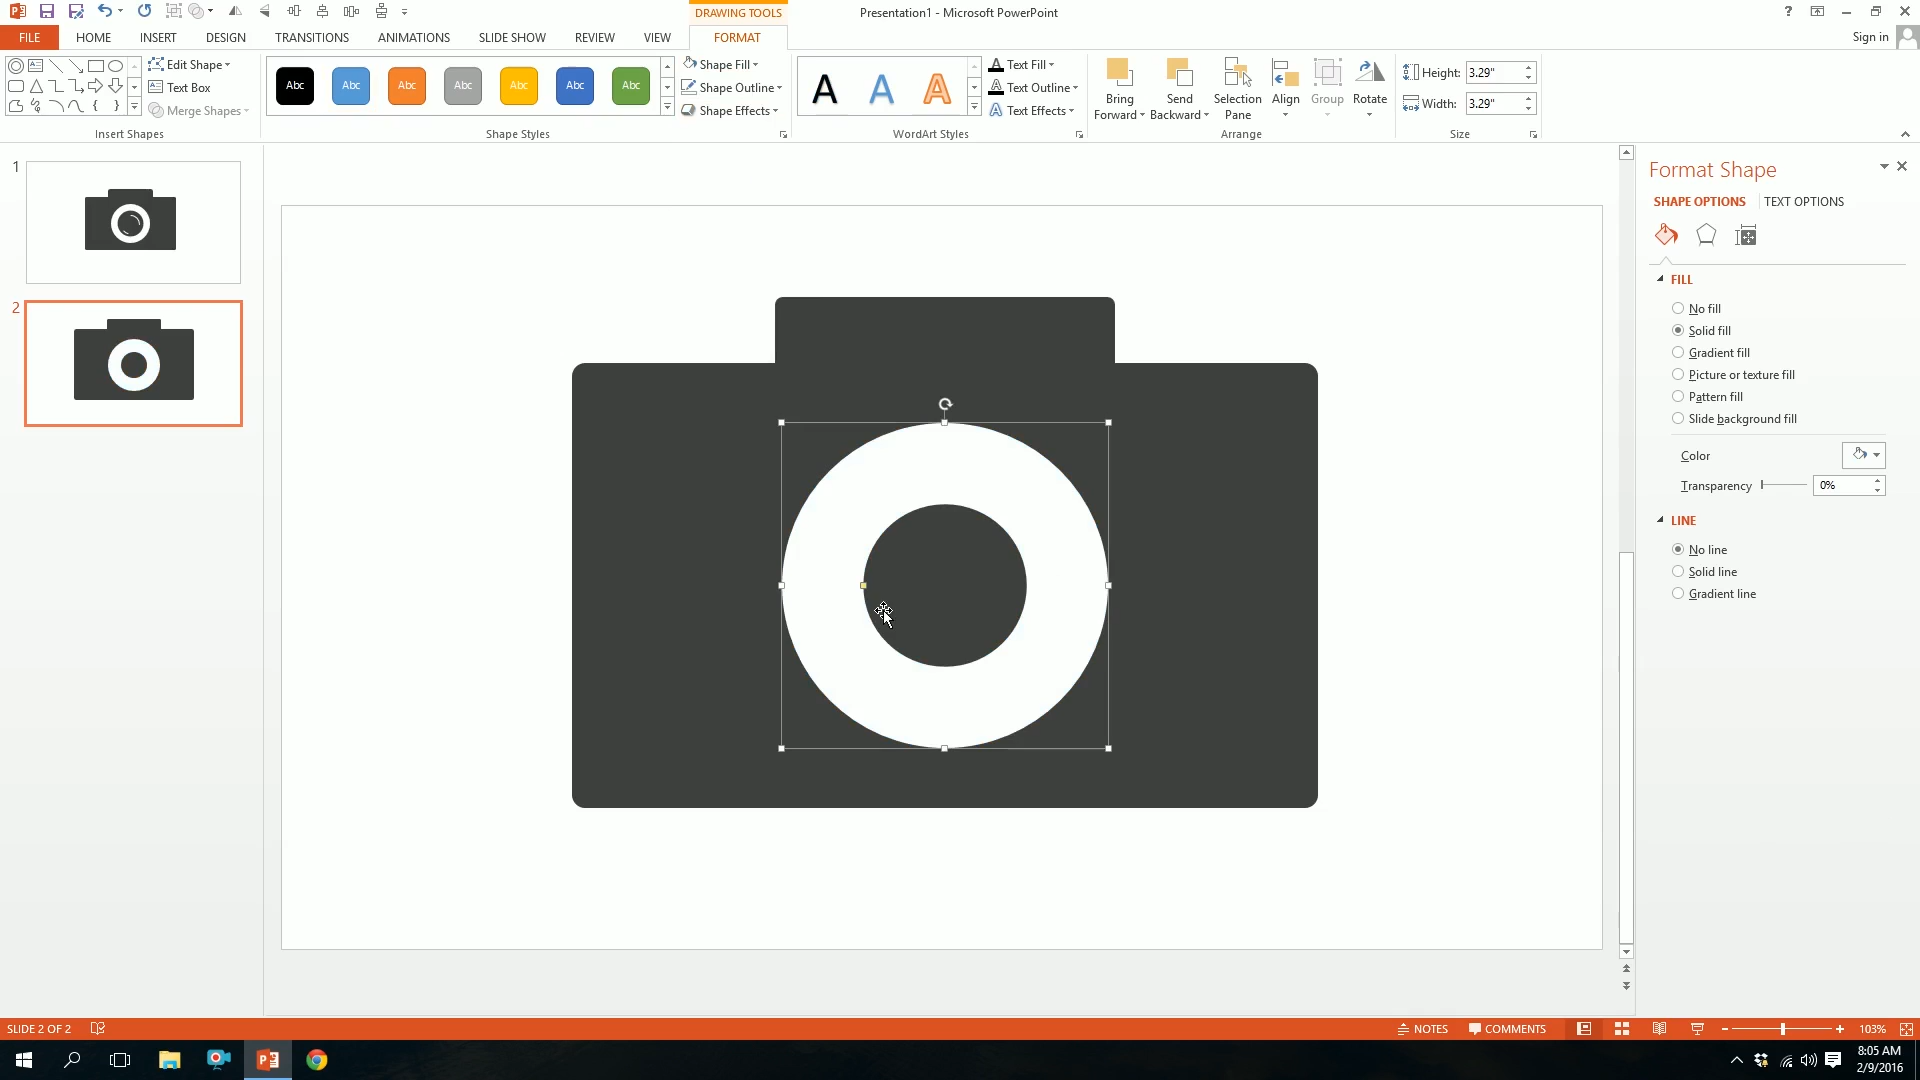 DRAWING TOOLS
Presentation1 - Microsoft PowerPoint
?
FILE
HOME
INSERT
DESIGN
TRANSITIONS
ANIMATIONS
SLIDE SHOW
REVIEW
VIEW
FORMAT
Sign in
Edit Shape
Text Box
Merge Shapes
Insert Shapes
Abc
Abc
Abc
Abc
Abc
Abc
Abc
Shape Fill
Shape Outline
Shape Effects
Shape Styles
A
A
A
Text Fill
Text Outline
Text Effects
WordArt Styles
Bring
Forward
Send
Backward
Selection
Pane
Align
Group
Rotate
Arrange
Height: 3.29"
Width: 3.29"
Size
1
2
Format Shape
SHAPE OPTIONS
TEXT OPTIONS
FILL
No fill
Solid fill
Gradient fill
Picture or texture fill
Pattern fill
Slide background fill
Color
Transparency
0%
LINE
No line
Solid line
Gradient line
SLIDE 2 OF 2
NOTES
COMMENTS
103%
8:05 AM
2/9/2016